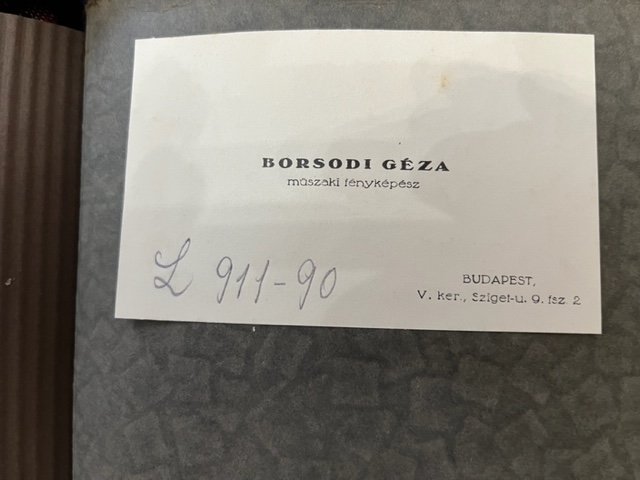 BORSODI GÉZA
műszaki fényképész
L 911-90
BUDAPEST,
V. ker., Sziget-u. 9. fsz. 2